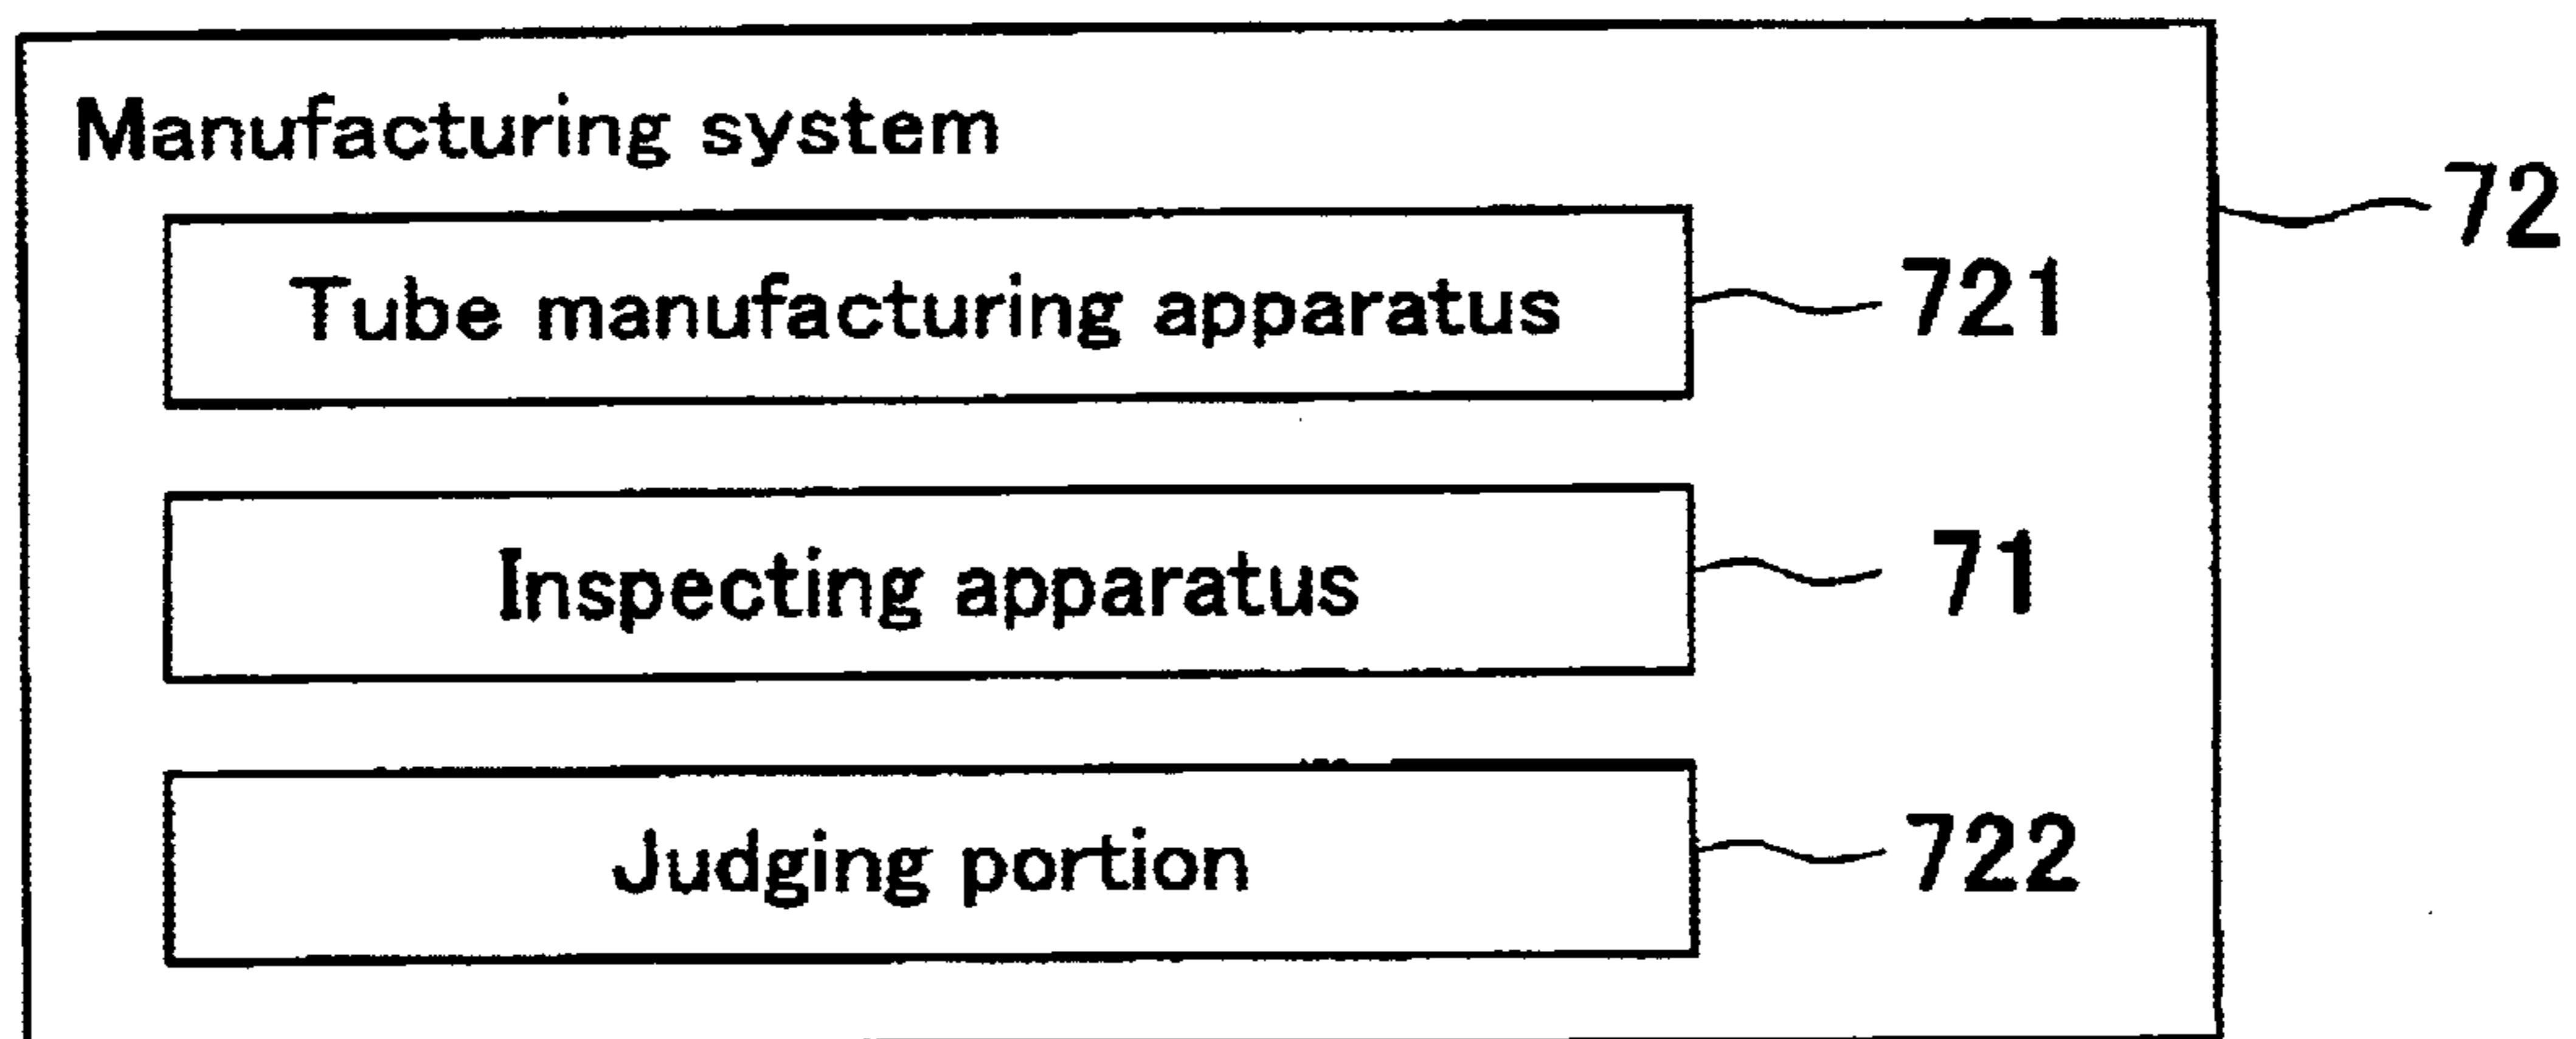 Manufacturing system
72
Tube manufacturing apparatus 721
Inspecting apparatus 71
Judging portion 722